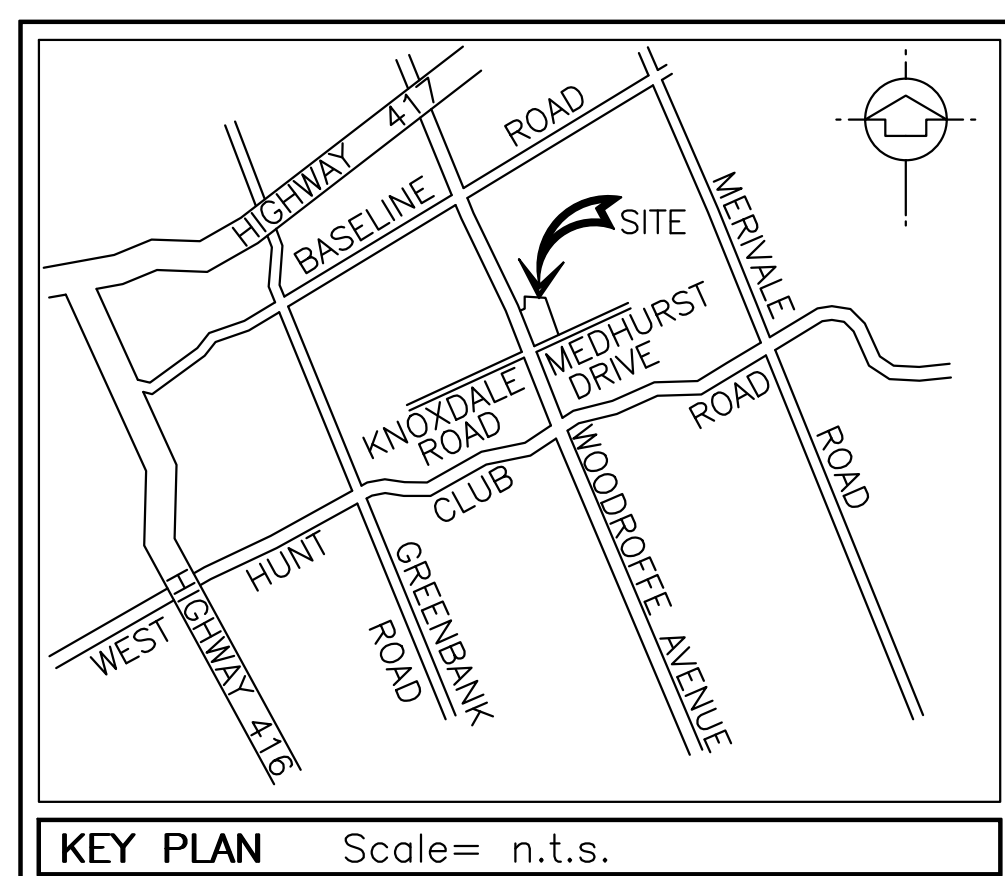 HIGHWAY 417
BASELINE ROAD
SITE
MERIVALE ROAD
MEDHURST
DRIVE
KNOXDALE
ROAD
WEST HUNT CLUB ROAD
WOODROFFE AVENUE
GREENBANK ROAD
HIGHWAY 416
KEY PLAN Scale= n.t.s.